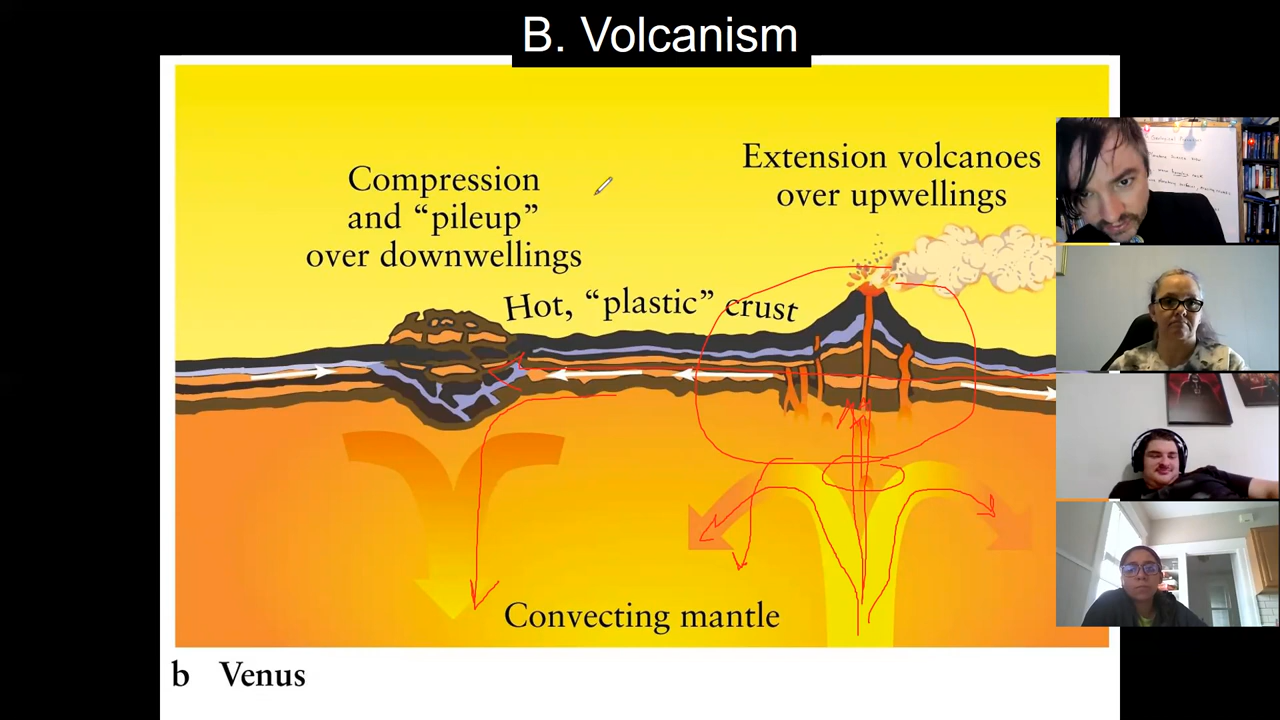 B. Volcanism
Compression
and “pileup”
over downwellings
Extension volcanoes
over upwellings
Hot, “plastic” crust
Convecting mantle
b Venus